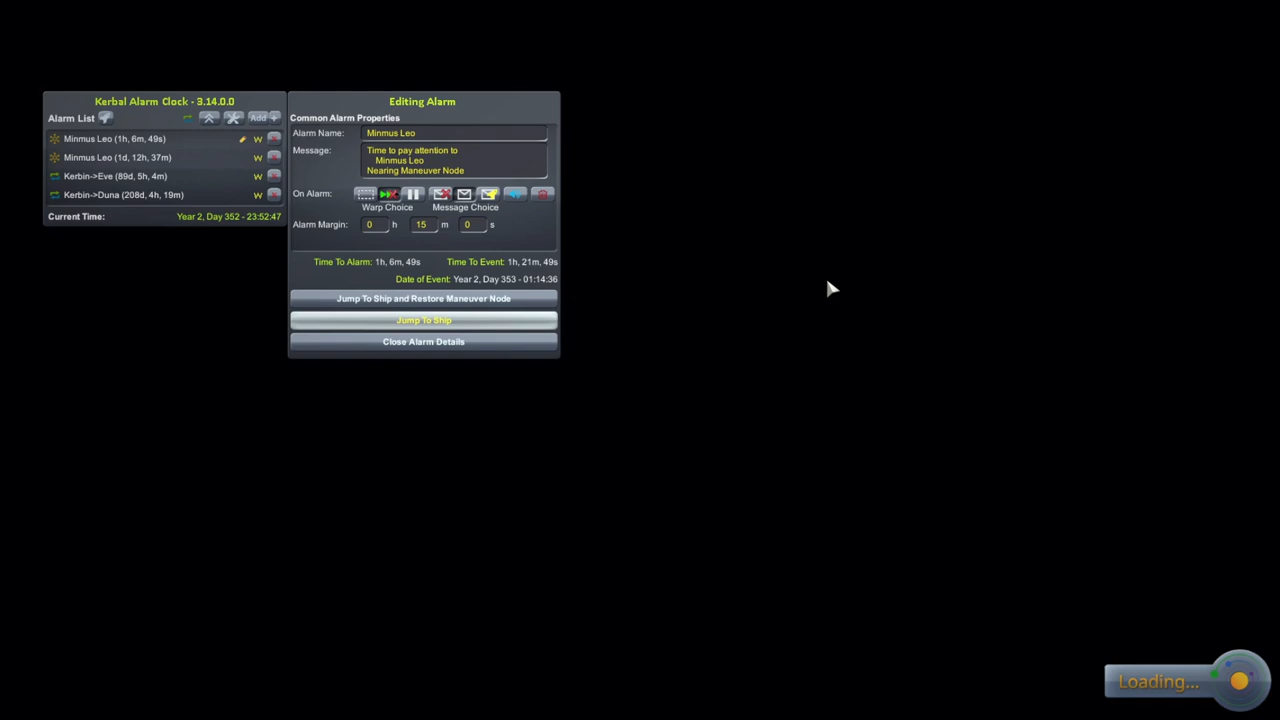 Kerbal Alarm Clock - 3.14.0.0
Alarm List
Add +
Minmus Leo (1h, 6m, 49s) W
Minmus Leo (1d, 12h, 37m) W
Kerbin->Eve (89d, 5h, 4m) W
Kerbin->Duna (208d, 4h, 19m) W
Current Time: Year 2, Day 352 - 23:52:47
Editing Alarm
Common Alarm Properties
Alarm Name: Minmus Leo
Message: Time to pay attention to
Minmus Leo
Nearing Maneuver Node
On Alarm:
Warp Choice Message Choice
Alarm Margin: 0 h 15 m 0 s
Time To Alarm: 1h, 6m, 49s Time To Event: 1h, 21m, 49s
Date of Event: Year 2, Day 353 - 01:14:36
Jump To Ship and Restore Maneuver Node
Jump To Ship
Close Alarm Details
Loading...